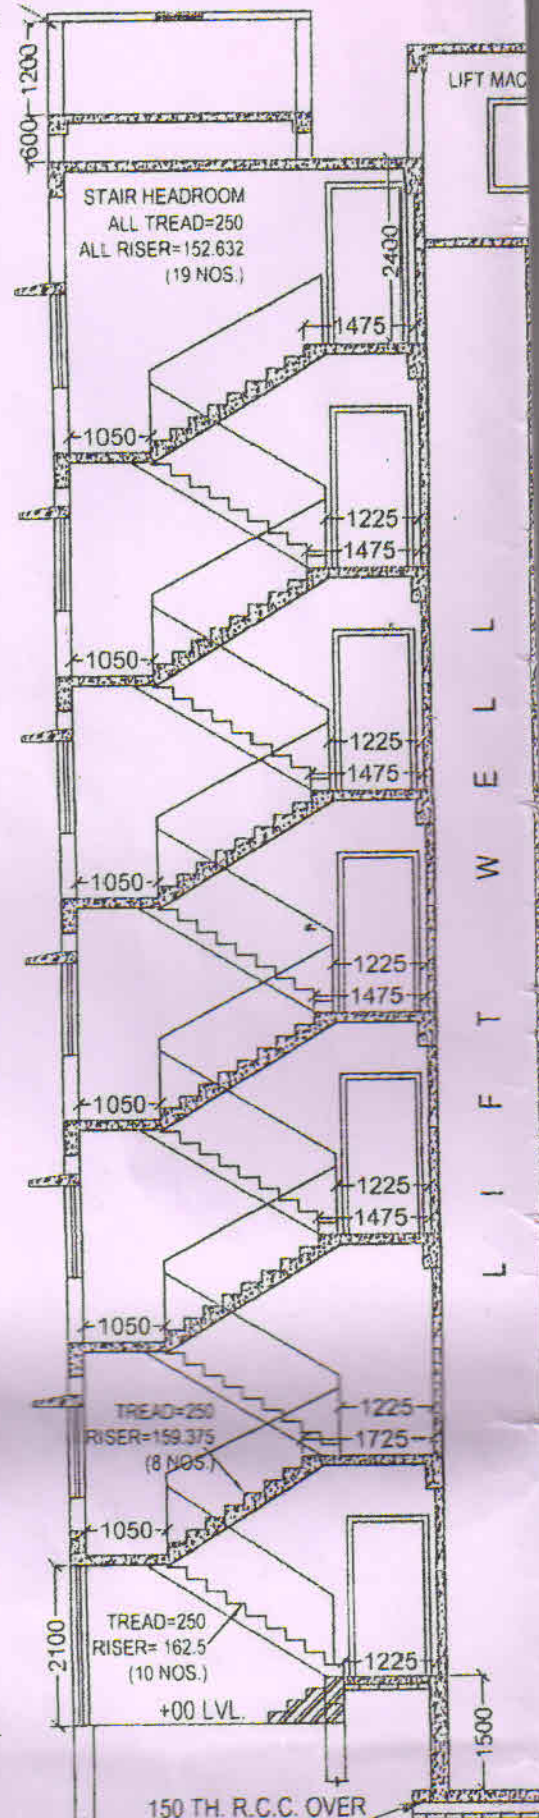 1200
600
LIFT MAC
STAIR HEADROOM
ALL TREAD=250
ALL RISER=152.632
(19 NOS.)
2400
1475
1050
1225
1475
1050
1225
1475
1050
1225
1475
1050
1225
1475
1050
1225
1725
TREAD=250
RISER=159.375
(8 NOS.)
1050
2100
TREAD=250
RISER= 162.5
(10 NOS.)
1225
+00 LVL.
1500
150 TH. R.C.C. OVER
LIFT WELL